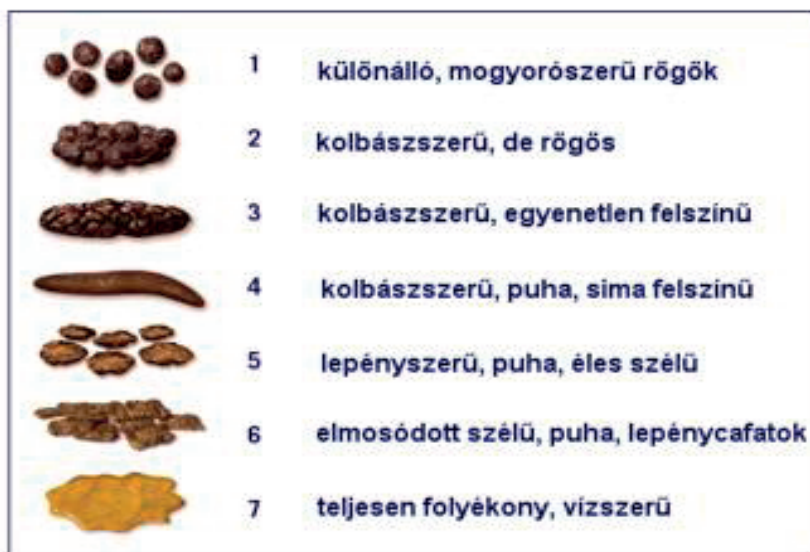 1 különálló, mogyorószerű rögök
2 kolbászszerű, de rögös
3 kolbászszerű, egyenetlen felszínű
4 kolbászszerű, puha, sima felszínű
5 lepényszerű, puha, éles szélű
6 elmosódott szélű, puha, lepénycafatok
7 teljesen folyékony, vízszerű